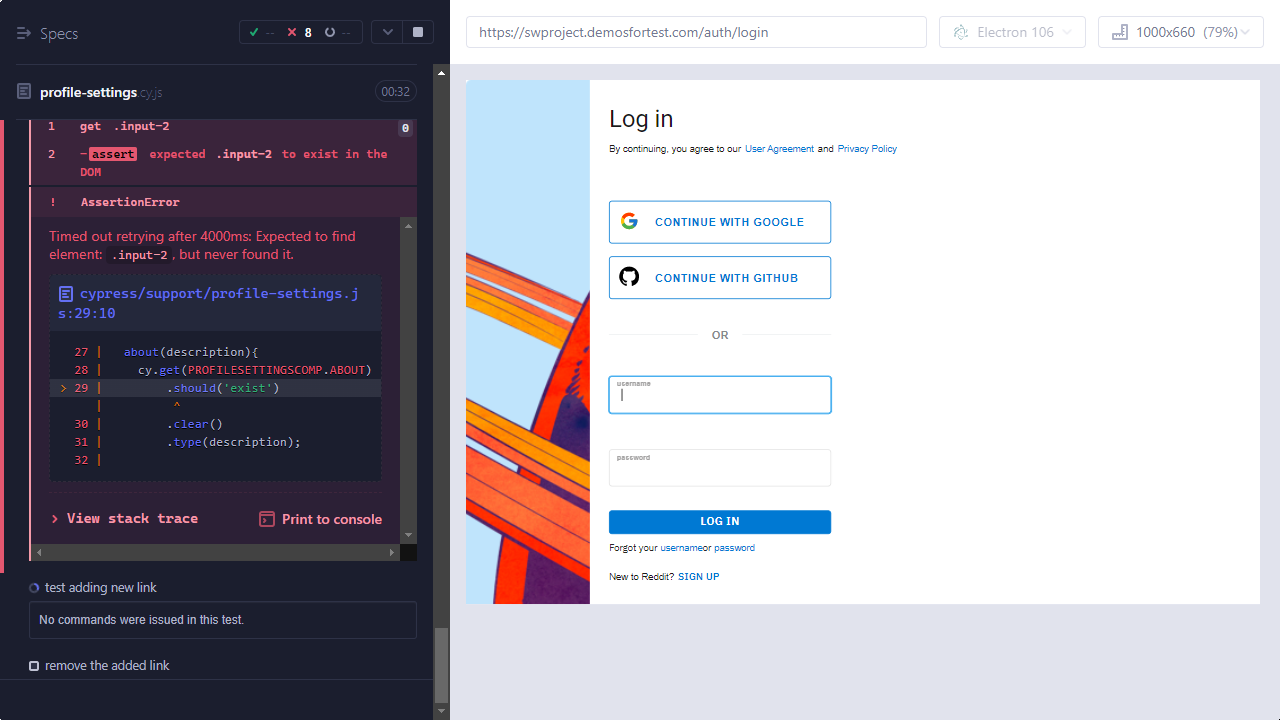 Specs
-- 8 --
profile-settings.cy.js 00:32
1 get .input-2 0
2 -assert expected .input-2 to exist in the
DOM
! AssertionError
Timed out retrying after 4000ms: Expected to find
element: .input-2, but never found it.
cypress/support/profile-settings.j
s:29:10
27 | about(description){
28 | cy.get(PROFILESETTINGSCOMP.ABOUT)
> 29 | .should('exist')
| ^
30 | .clear()
31 | .type(description);
32 |
> View stack trace
Print to console
test adding new link
No commands were issued in this test.
remove the added link
https://swproject.demosfortest.com/auth/login
Electron 106
1000x660 (79%)
Log in
By continuing, you agree to our User Agreement and Privacy Policy
CONTINUE WITH GOOGLE
CONTINUE WITH GITHUB
OR
username
password
LOG IN
Forgot your usernameor password
New to Reddit? SIGN UP